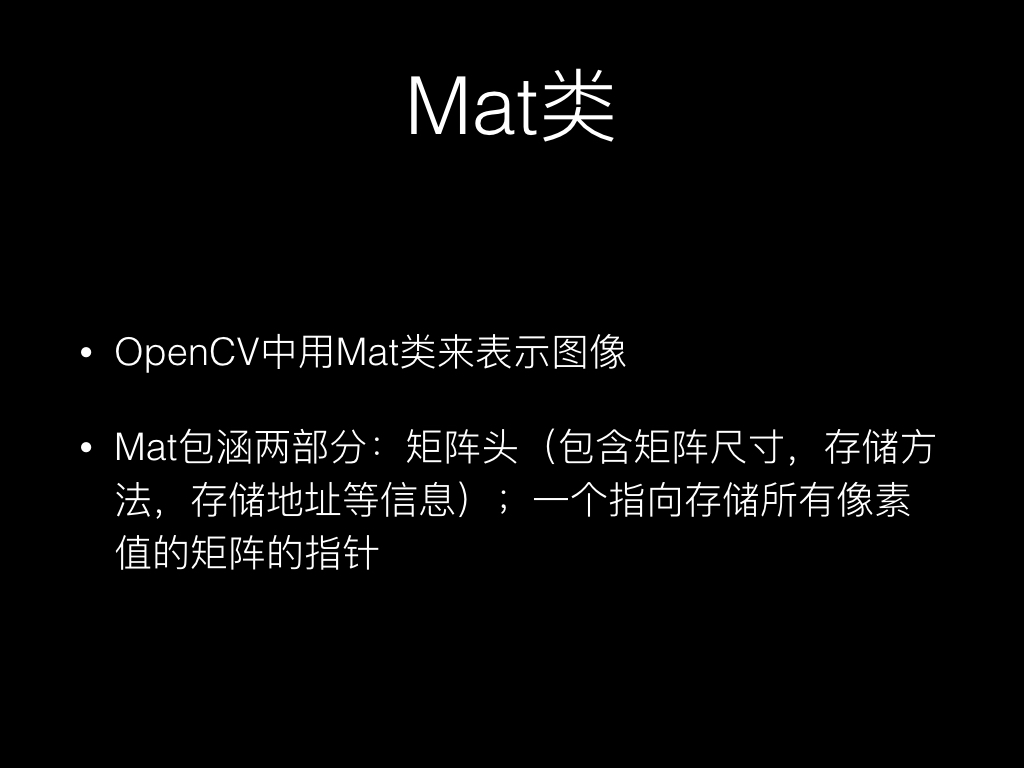 Mat类
• OpenCV中用Mat类来表示图像
• Mat包涵两部分：矩阵头（包含矩阵尺寸，存储方
法，存储地址等信息）；一个指向存储所有像素
值的矩阵的指针